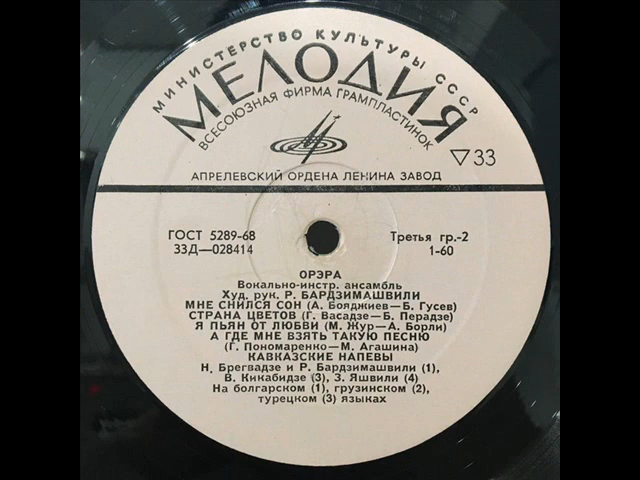 МИНИСТЕРСТВО КУЛЬТУРЫ СССР
МЕЛОДИЯ
ВСЕСОЮЗНАЯ ФИРМА ГРАМПЛАСТИНОК
▽33
АПРЕЛЕВСКИЙ ОРДЕНА ЛЕНИНА ЗАВОД
ГОСТ 5289-68
33Д—028414
Третья гр.-2
1-60
ОРЭРА
Вокально-инстр. ансамбль
Худ. рук. Р. БАРДЗИМАШВИЛИ
МНЕ СНИЛСЯ СОН (А. Бояджиев—Б. Гусев)
СТРАНА ЦВЕТОВ (Г. Васадзе—Б. Перадзе)
Я ПЬЯН ОТ ЛЮБВИ (М. Жур—А. Борли)
А ГДЕ МНЕ ВЗЯТЬ ТАКУЮ ПЕСНЮ
(Г. Пономаренко—М. Агашина)
КАВКАЗСКИЕ НАПЕВЫ
Н. Брегвадзе и Р. Бардзимашвили (1),
В. Кикабидзе (3), З. Яшвили (4)
На болгарском (1), грузинском (2),
турецком (3) языках